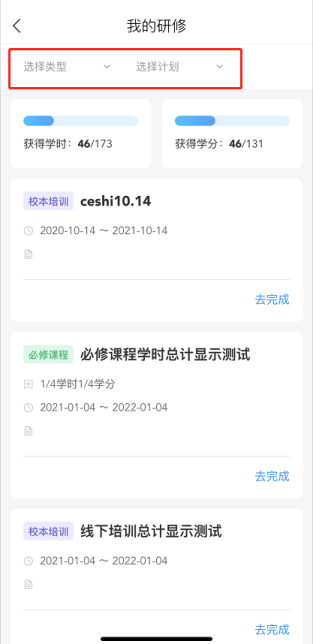 我的研修
选择类型 选择计划
获得学时：46/173 获得学分：46/131
校本培训 ceshi10.14
2020-10-14 ～ 2021-10-14
去完成
必修课程 必修课程学时总计显示测试
1/4学时1/4学分
2021-01-04 ～ 2022-01-04
去完成
校本培训 线下培训总计显示测试
2021-01-04 ～ 2022-01-04
去完成